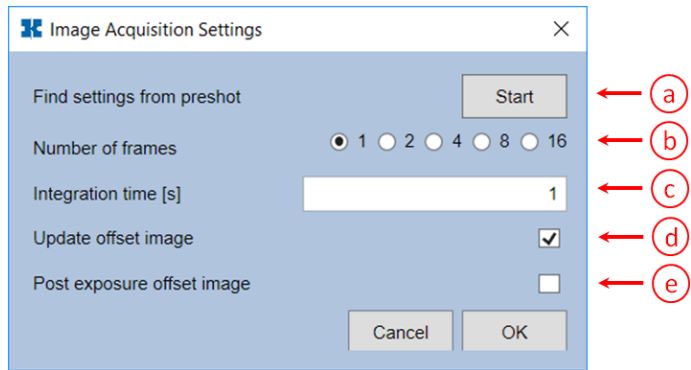 Image Acquisition Settings
Find settings from preshot Start a
Number of frames 1 2 4 8 16 b
Integration time [s] 1 c
Update offset image d
Post exposure offset image e
Cancel OK